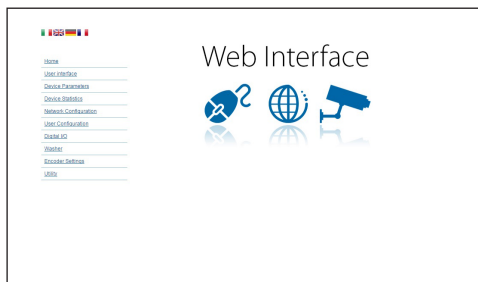 Web Interface
Home
User interface
Device Parameters
Device Statistics
Network Configuration
User Configuration
Digital I/O
Washer
Encoder Settings
Utility